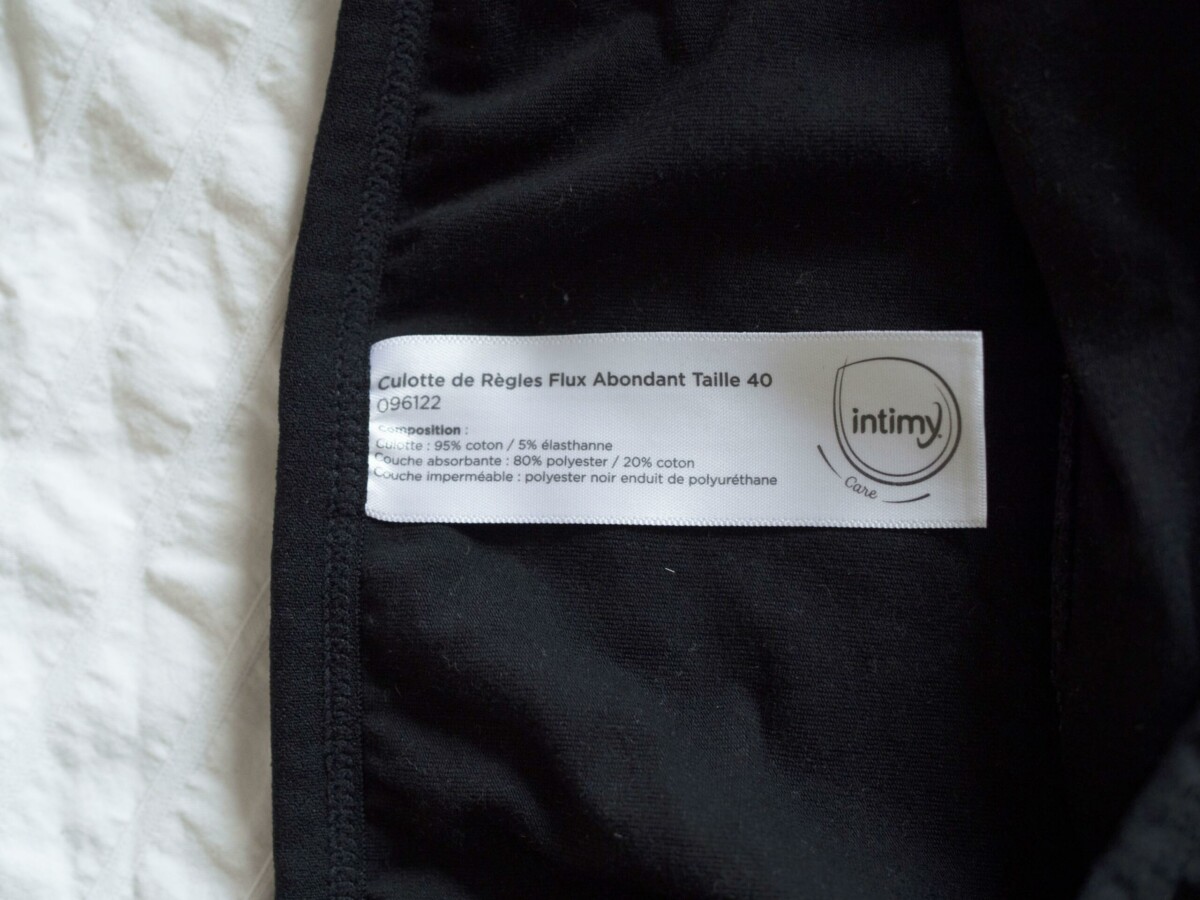 Culotte de Règles Flux Abondant Taille 40
096122
Composition :
Culotte : 95% coton / 5% élasthanne
Couche absorbante : 80% polyester / 20% coton
Couche imperméable : polyester noir enduit de polyuréthane
intimy
Care